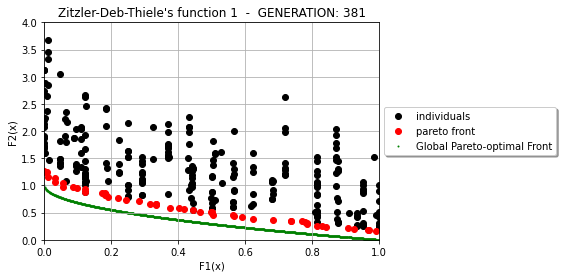 Zitzler-Deb-Thiele's function 1 - GENERATION: 381
4.0
3.5
3.0
2.5
2.0
1.5
1.0
0.5
0.0
F2(x)
0.0 0.2 0.4 0.6 0.8 1.0
F1(x)
individuals
pareto front
Global Pareto-optimal Front